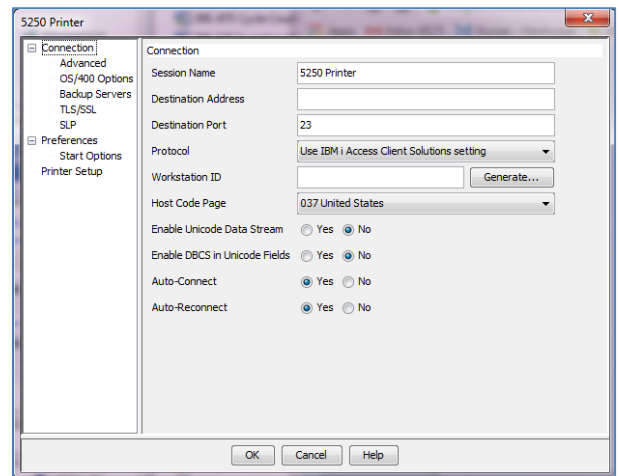 5250 Printer
Connection
Advanced
OS/400 Options
Backup Servers
TLS/SSL
SLP
Preferences
Start Options
Printer Setup
Connection
Session Name 5250 Printer
Destination Address
Destination Port 23
Protocol Use IBM i Access Client Solutions setting
Workstation ID Generate...
Host Code Page 037 United States
Enable Unicode Data Stream Yes No
Enable DBCS in Unicode Fields Yes No
Auto-Connect Yes No
Auto-Reconnect Yes No
OK Cancel Help